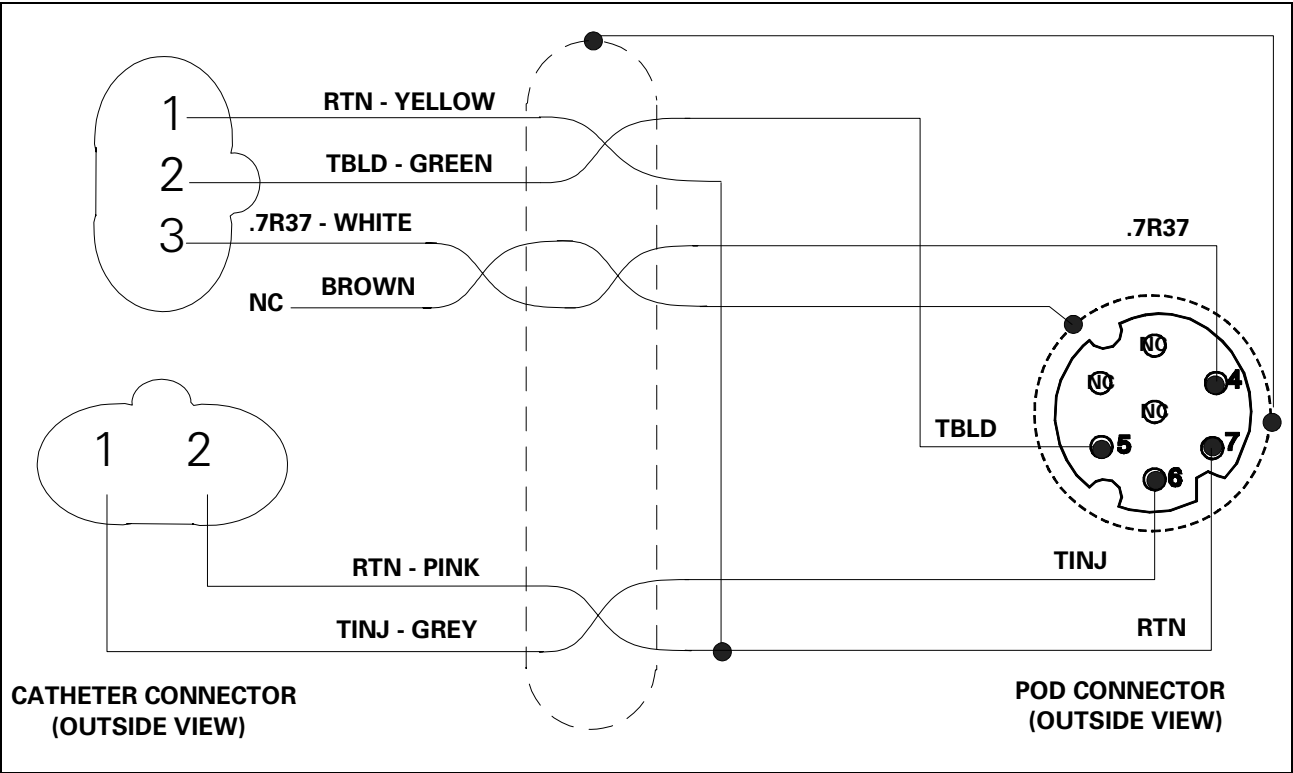 1
RTN - YELLOW
2
TBLD - GREEN
3
.7R37 - WHITE
.7R37
BROWN
NC
NC
NC
4
NC
TBLD
5
7
6
1
2
TINJ
RTN - PINK
TINJ - GREY
RTN
CATHETER CONNECTOR
(OUTSIDE VIEW)
POD CONNECTOR
(OUTSIDE VIEW)